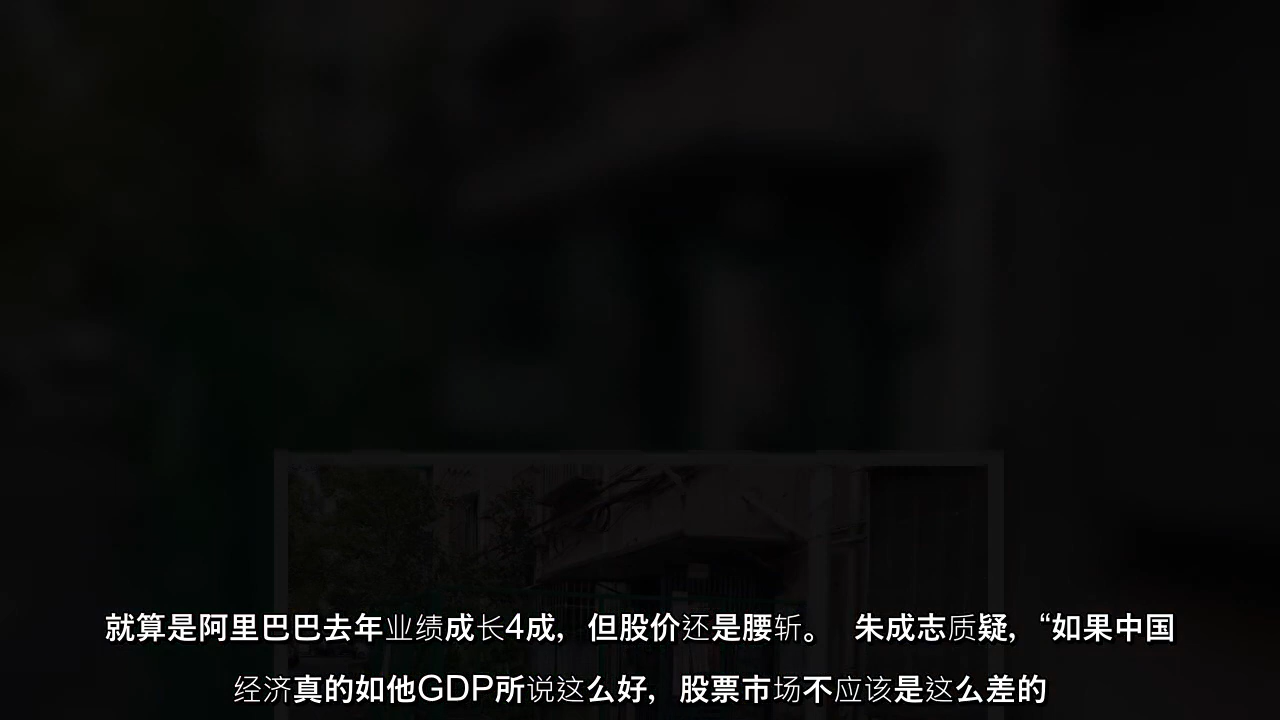 就算是阿里巴巴去年业绩成长4成，但股价还是腰斩。 朱成志质疑，“如果中国
经济真的如他GDP所说这么好，股票市场不应该是这么差的